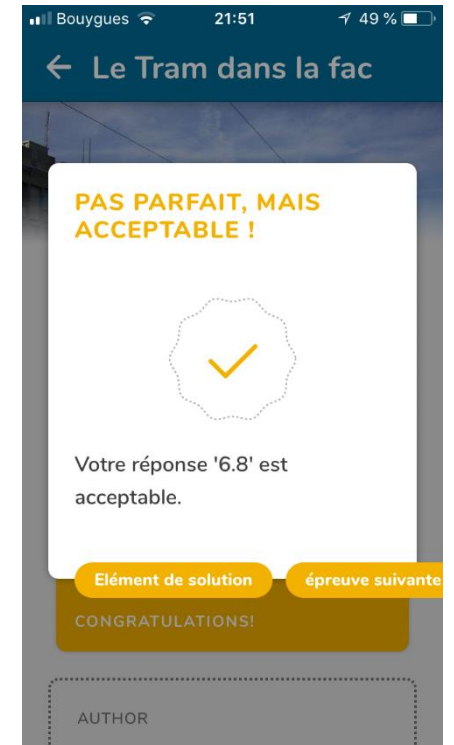 Bouygues 21:51 49 %
← Le Tram dans la fac
PAS PARFAIT, MAIS
ACCEPTABLE !
Votre réponse '6.8' est
acceptable.
Elément de solution épreuve suivante
CONGRATULATIONS!
AUTHOR